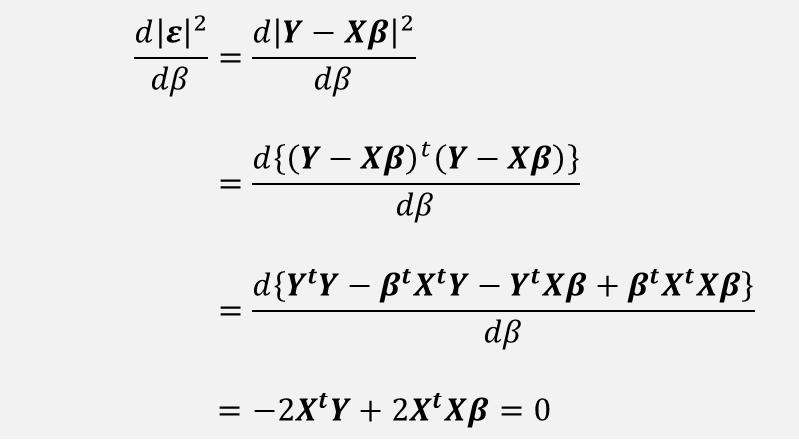 d|𝜺|²/dβ = d|Y − Xβ|²/dβ
= d{(Y − Xβ)ᵗ(Y − Xβ)}/dβ
= d{YᵗY − βᵗXᵗY − YᵗXβ + βᵗXᵗXβ}/dβ
= −2XᵗY + 2XᵗXβ = 0